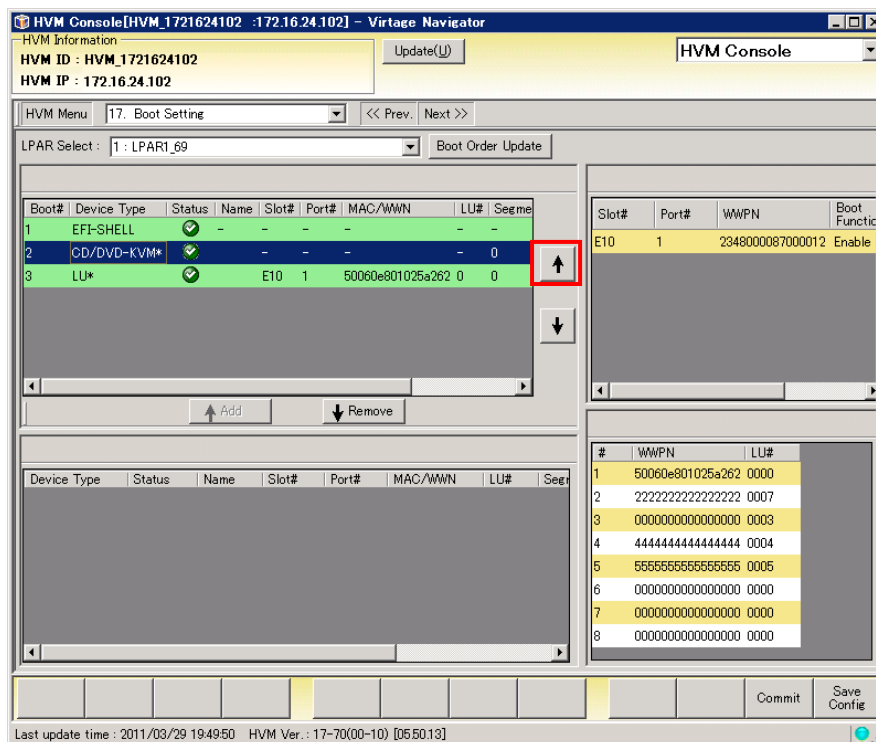 HVM Console[HVM_1721624102 :172.16.24.102] - Virtage Navigator
HVM Information
HVM ID : HVM_1721624102
HVM IP : 172.16.24.102
Update(U)
HVM Console
HVM Menu 17. Boot Setting << Prev. Next >>
LPAR Select : 1 : LPAR1_69 Boot Order Update
Boot# Device Type Status Name Slot# Port# MAC/WWN LU# Segme
1 EFI-SHELL - - - - - -
2 CD/DVD-KVM* - - - - 0
3 LU* E10 1 50060e801025a262 0 0
Add Remove
Slot# Port# WWPN Boot Functio
E10 1 2348000087000012 Enable
Device Type Status Name Slot# Port# MAC/WWN LU# Segr
# WWPN LU#
1 50060e801025a262 0000
2 2222222222222222 0007
3 0000000000000000 0003
4 4444444444444444 0004
5 5555555555555555 0005
6 0000000000000000 0000
7 0000000000000000 0000
8 0000000000000000 0000
Commit Save Config
Last update time : 2011/03/29 19:49:50 HVM Ver. : 17-70(00-10) [055013]